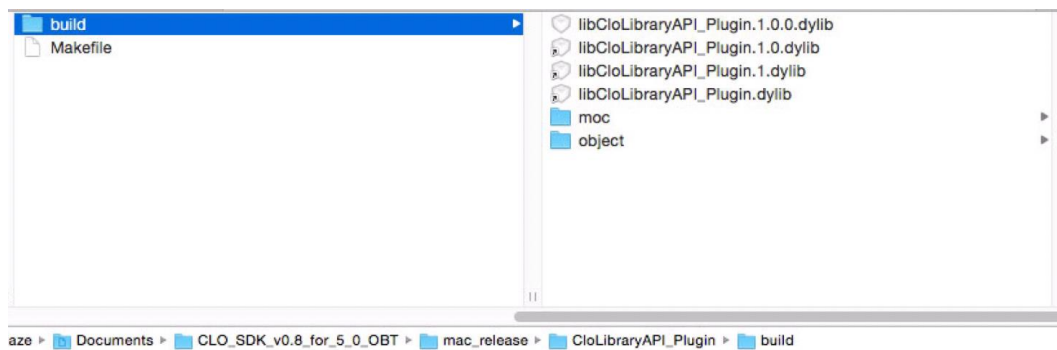 build
Makefile
libCloLibraryAPI_Plugin.1.0.0.dylib
libCloLibraryAPI_Plugin.1.0.dylib
libCloLibraryAPI_Plugin.1.dylib
libCloLibraryAPI_Plugin.dylib
moc
object
aze ▸ Documents ▸ CLO_SDK_v0.8_for_5_0_OBT ▸ mac_release ▸ CloLibraryAPI_Plugin ▸ build